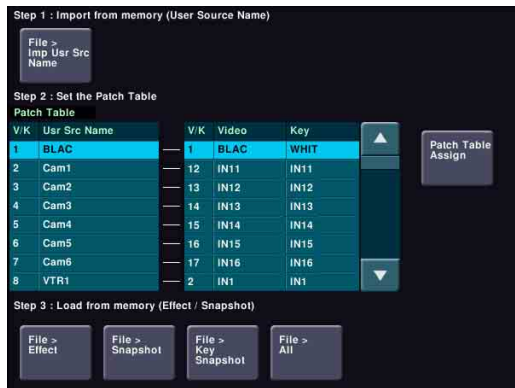 Step 1 : Import from memory (User Source Name)
File >
Imp Usr Src
Name
Step 2 : Set the Patch Table
Patch Table
V/K Usr Src Name V/K Video Key
1 BLAC 1 BLAC WHIT
2 Cam1 12 IN11 IN11
3 Cam2 13 IN12 IN12
4 Cam3 14 IN13 IN13
5 Cam4 15 IN14 IN14
6 Cam5 16 IN15 IN15
7 Cam6 17 IN16 IN16
8 VTR1 2 IN1 IN1
Patch Table
Assign
Step 3 : Load from memory (Effect / Snapshot)
File >
Effect
File >
Snapshot
File >
Key
Snapshot
File >
All